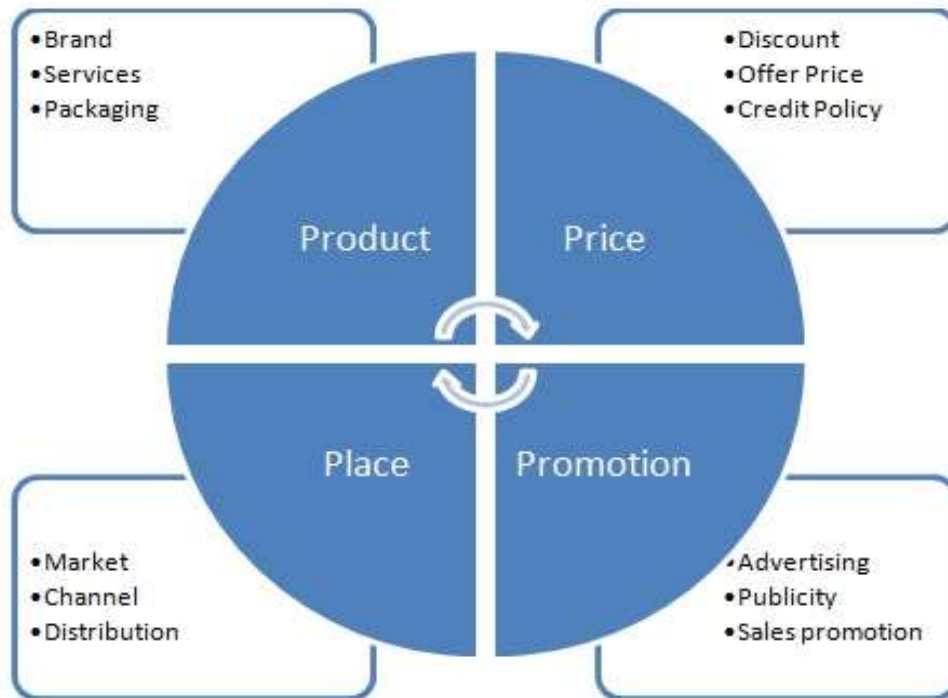 •Brand
•Services
•Packaging
•Discount
•Offer Price
•Credit Policy
Product
Price
Place
Promotion
•Market
•Channel
•Distribution
•Advertising
•Publicity
•Sales promotion